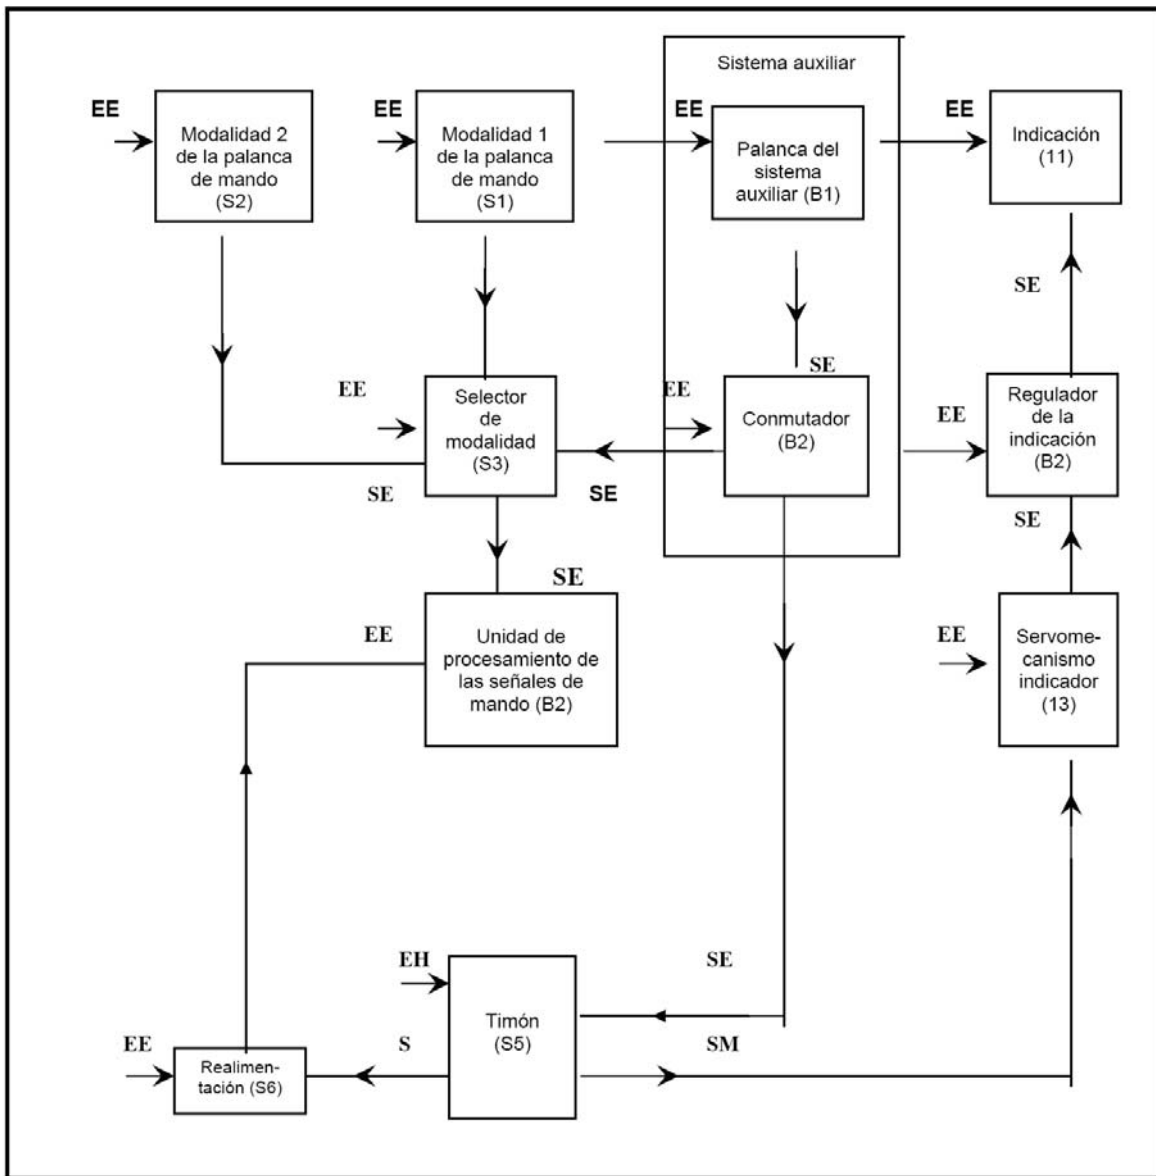 Sistema auxiliar
EE
Modalidad 2
de la palanca
de mando
(S2)
EE
Modalidad 1
de la palanca
de mando
(S1)
EE
Palanca del
sistema
auxiliar (B1)
EE
Indicación
(11)
SE
SE
EE
Selector
de
modalidad
(S3)
EE
Conmutador
(B2)
EE
Regulador
de la
indicación
(B2)
SE
SE
SE
SE
EE
Unidad de
procesamiento de
las señales de
mando (B2)
EE
Servome-
canismo
indicador
(13)
EH
Timón
(S5)
SE
S
SM
EE
Realimen-
tación (S6)